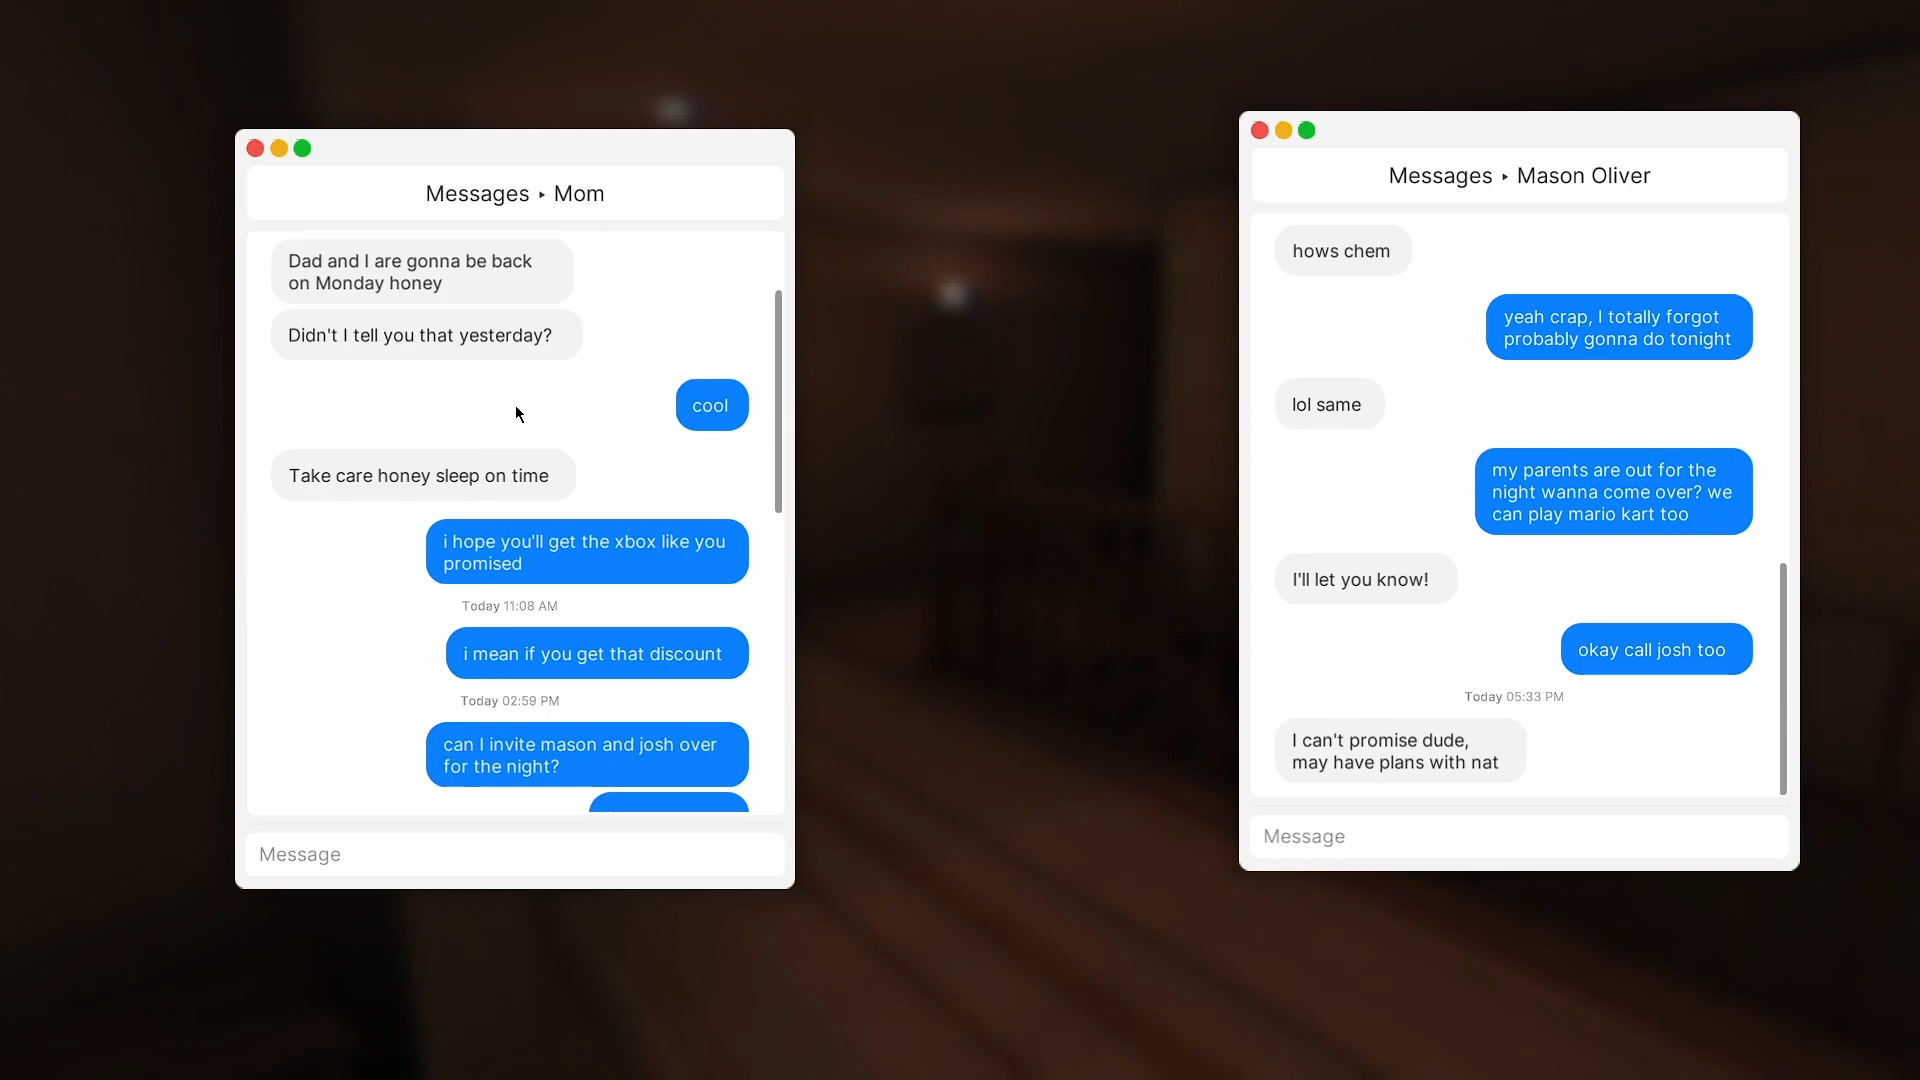 Messages ▸ Mom
Dad and I are gonna be back
on Monday honey
Didn't I tell you that yesterday?
cool
Take care honey sleep on time
i hope you'll get the xbox like you
promised
Today 11:08 AM
i mean if you get that discount
Today 02:59 PM
can I invite mason and josh over
for the night?
Message
Messages ▸ Mason Oliver
hows chem
yeah crap, I totally forgot
probably gonna do tonight
lol same
my parents are out for the
night wanna come over? we
can play mario kart too
I'll let you know!
okay call josh too
Today 05:33 PM
I can't promise dude,
may have plans with nat
Message